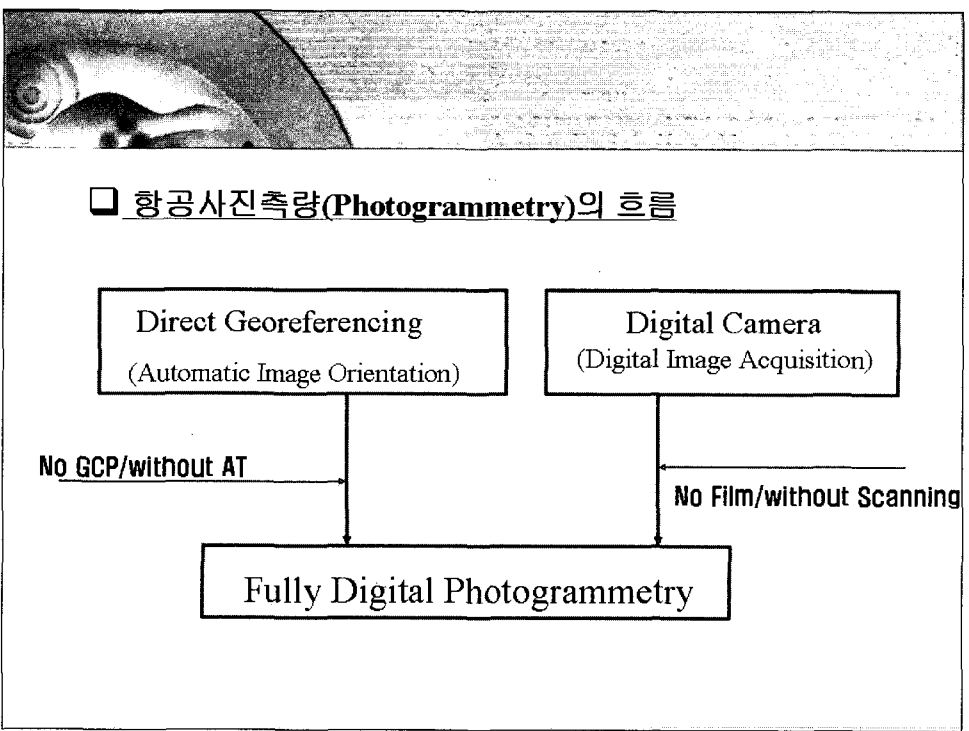 항공사진측량(Photogrammetry)의 흐름
Direct Georeferencing
(Automatic Image Orientation)
Digital Camera
(Digital Image Acquisition)
No GCP/without AT
No Film/without Scanning
Fully Digital Photogrammetry